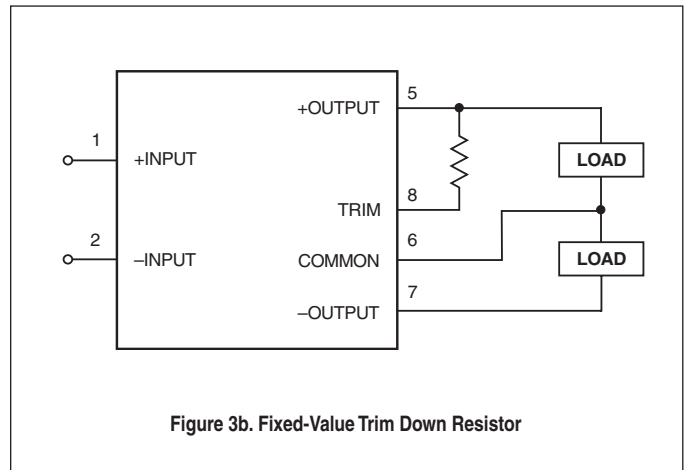 5
+OUTPUT
1
LOAD
+INPUT
8
TRIM
2
6
–INPUT
COMMON
LOAD
7
–OUTPUT
Figure 3b. Fixed-Value Trim Down Resistor